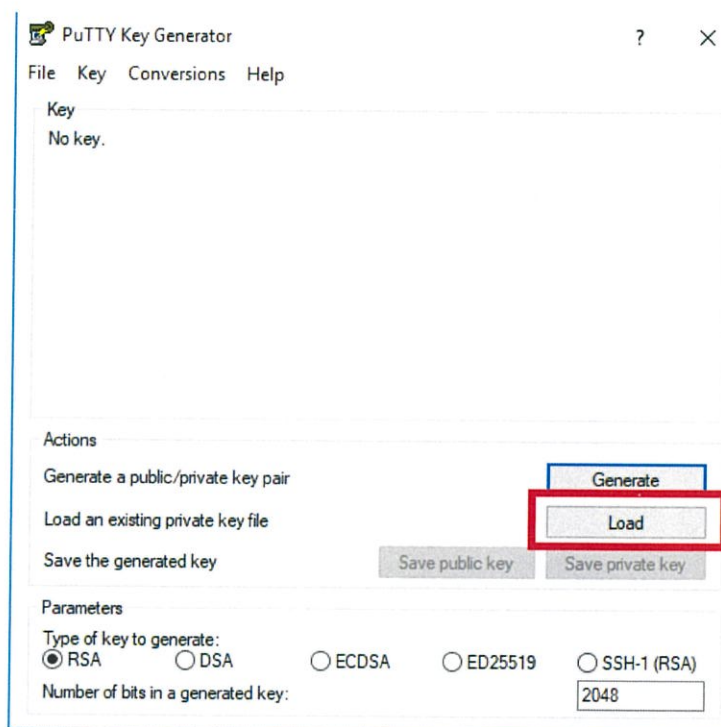 PuTTY Key Generator ? ×
File Key Conversions Help
Key
No key.
Actions
Generate a public/private key pair Generate
Load an existing private key file Load
Save the generated key Save public key Save private key
Parameters
Type of key to generate:
RSA DSA ECDSA ED25519 SSH-1 (RSA)
Number of bits in a generated key: 2048